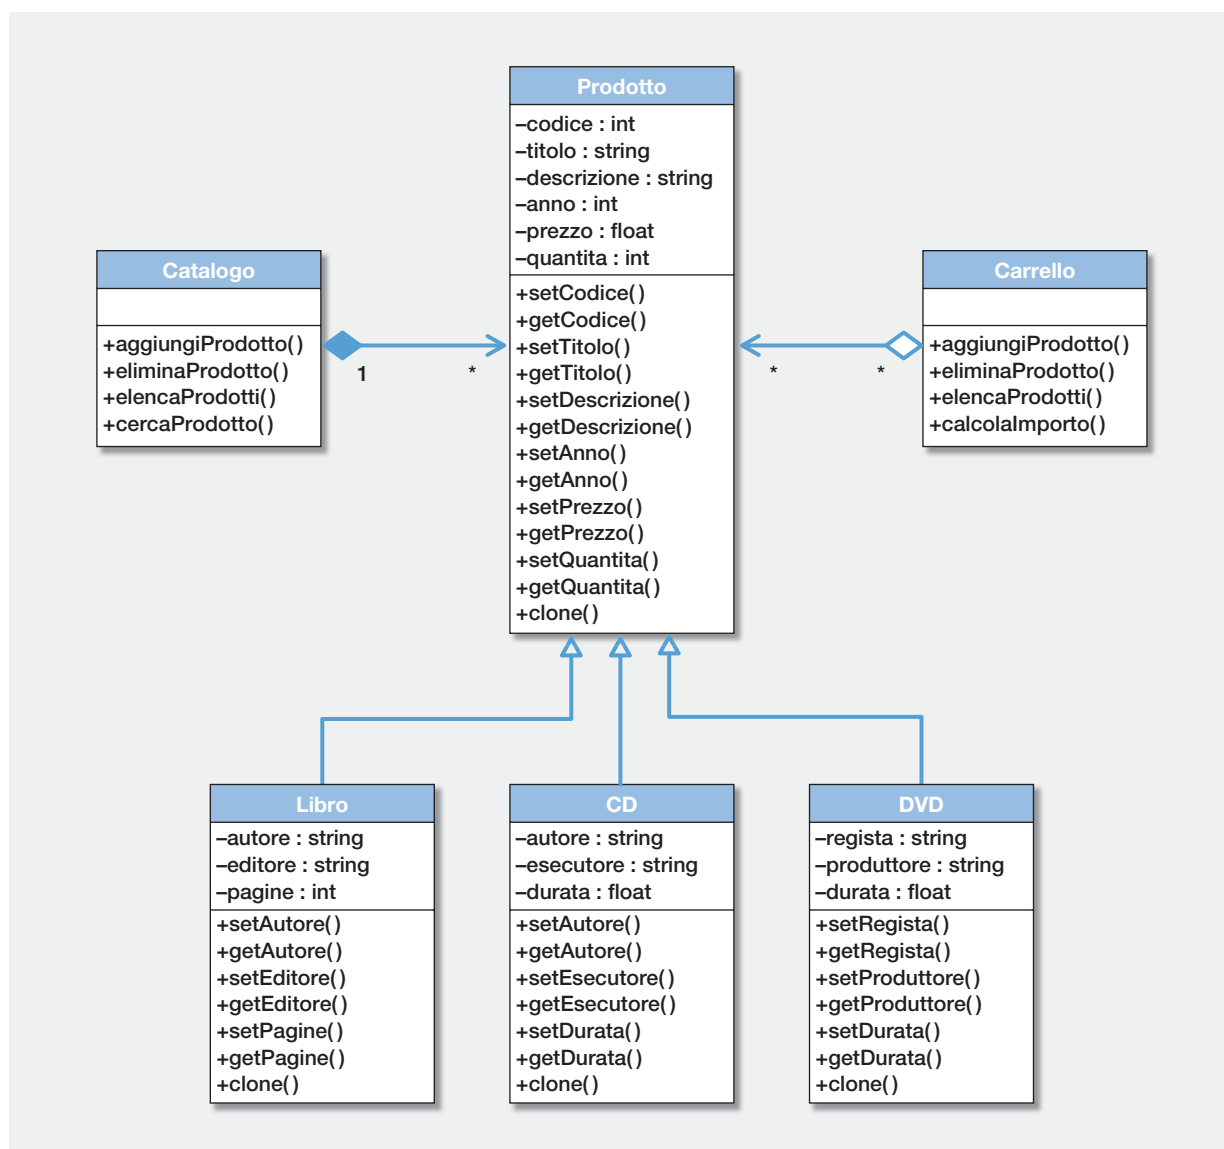 Prodotto
–codice : int
–titolo : string
–descrizione : string
–anno : int
–prezzo : float
–quantita : int
+setCodice()
+getCodice()
+setTitolo()
+getTitolo()
+setDescrizione()
+getDescrizione()
+setAnno()
+getAnno()
+setPrezzo()
+getPrezzo()
+setQuantita()
+getQuantita()
+clone()
Catalogo
+aggiungiProdotto()
+eliminaProdotto()
+elencaProdotti()
+cercaProdotto()
1
*
*
*
Carrello
+aggiungiProdotto()
+eliminaProdotto()
+elencaProdotti()
+calcolaImporto()
Libro
–autore : string
–editore : string
–pagine : int
+setAutore()
+getAutore()
+setEditore()
+getEditore()
+setPagine()
+getPagine()
+clone()
CD
–autore : string
–esecutore : string
–durata : float
+setAutore()
+getAutore()
+setEsecutore()
+getEsecutore()
+setDurata()
+getDurata()
+clone()
DVD
–regista : string
–produttore : string
–durata : float
+setRegista()
+getRegista()
+setProduttore()
+getProduttore()
+setDurata()
+getDurata()
+clone()